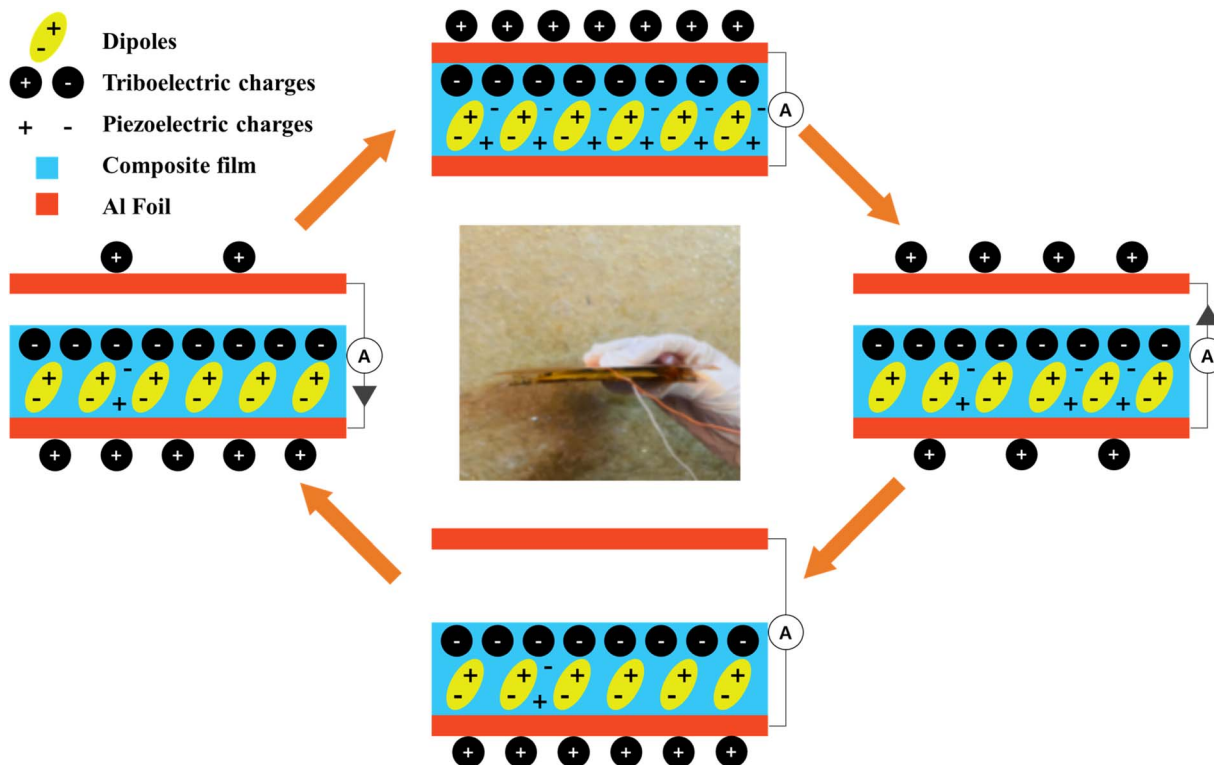 Dipoles
Triboelectric charges
Piezoelectric charges
Composite film
Al Foil
A
A
A
A